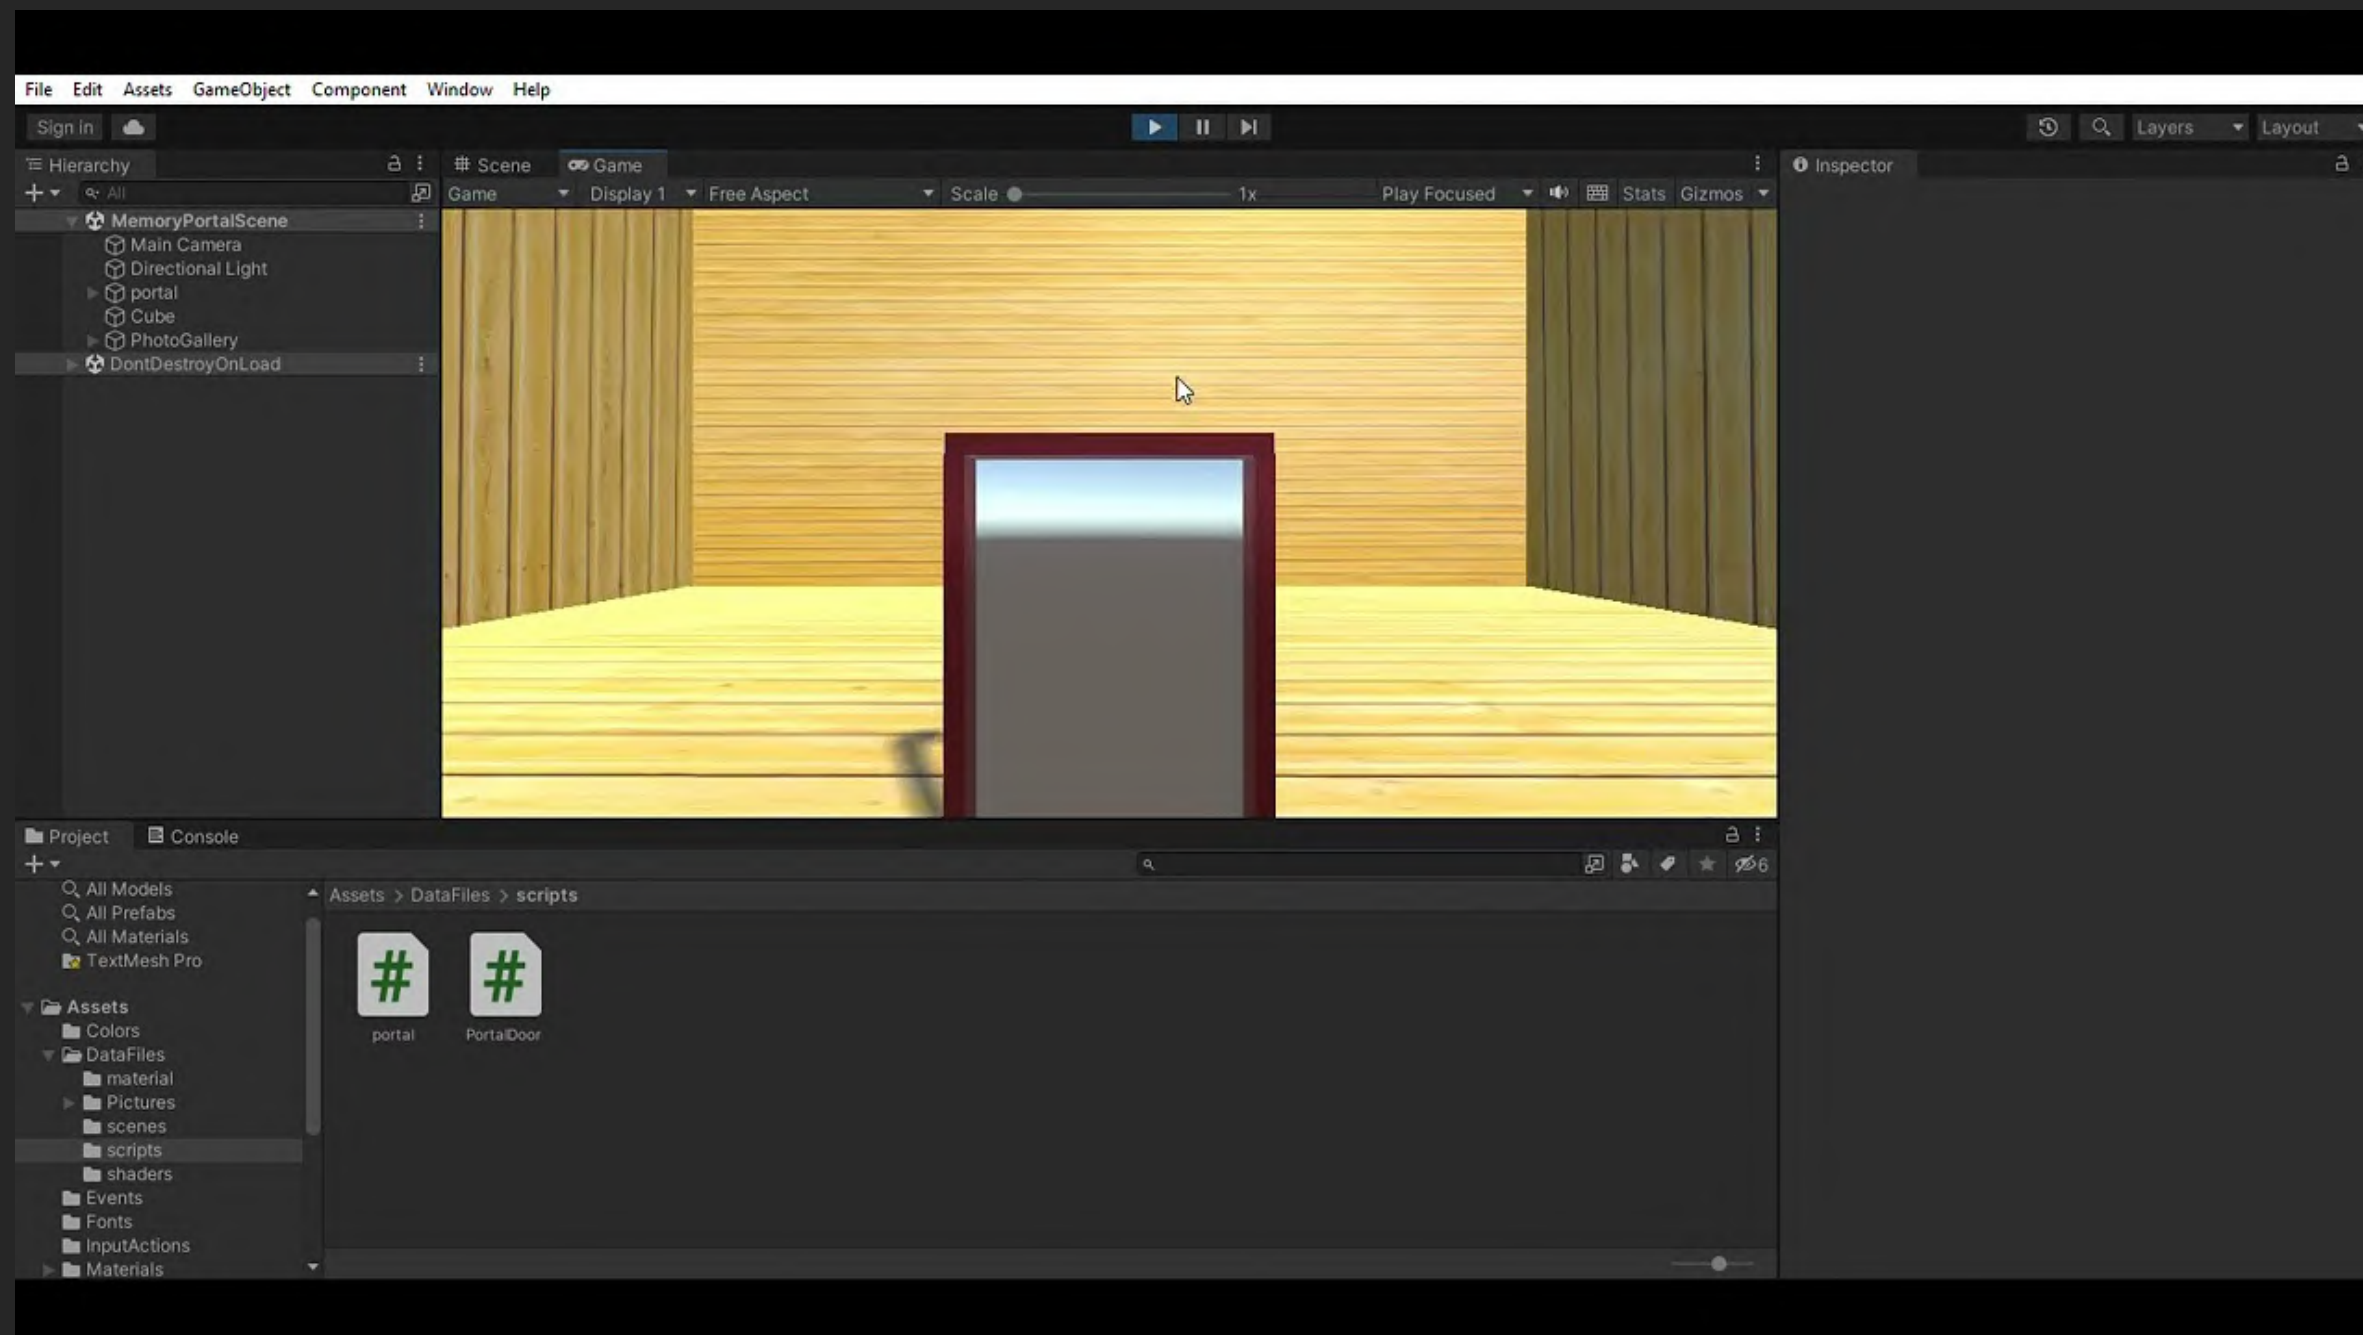 File Edit Assets GameObject Component Window Help
Sign in
Layers Layout
Hierarchy
All
MemoryPortalScene
Main Camera
Directional Light
portal
Cube
PhotoGallery
DontDestroyOnLoad
Scene Game
Game Display 1 Free Aspect Scale 1x Play Focused Stats Gizmos
Inspector
Project Console
6
All Models
All Prefabs
All Materials
TextMesh Pro
Assets
Colors
DataFiles
material
Pictures
scenes
scripts
shaders
Events
Fonts
InputActions
Materials
Assets > DataFiles > scripts
# #
portal PortalDoor